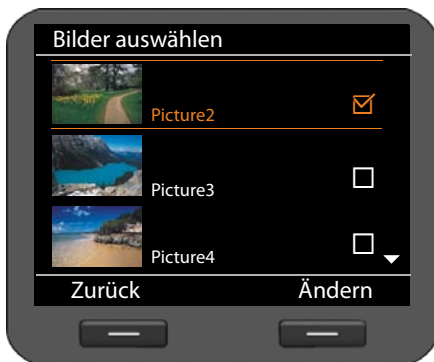 Bilder auswählen
Picture2
Picture3
Picture4
Zurück Ändern